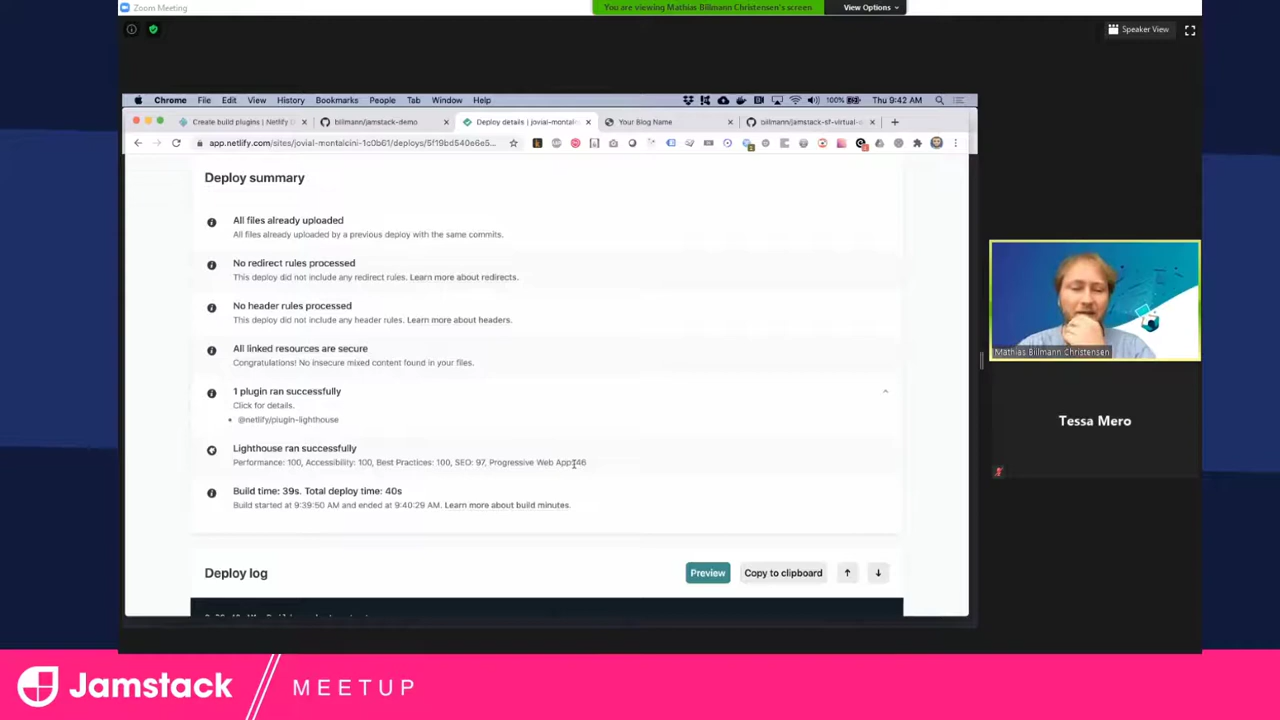 Zoom Meeting
You are viewing Mathias Biilmann Christensen's screen
View Options
Speaker View
Chrome File Edit View History Bookmarks People Tab Window Help
100%
Thu 9:42 AM
Create build plugins | Netlify D
biilmann/jamstack-demo
Deploy details | jovial-montalc
Your Blog Name
biilmann/jamstack-sf-virtual-
app.netlify.com/sites/jovial-montalcini-1c0b61/deploys/5f19bd540e6e5...
Deploy summary
All files already uploaded
All files already uploaded by a previous deploy with the same commits.
No redirect rules processed
This deploy did not include any redirect rules. Learn more about redirects.
No header rules processed
This deploy did not include any header rules. Learn more about headers.
All linked resources are secure
Congratulations! No insecure mixed content found in your files.
1 plugin ran successfully
Click for details.
• @netlify/plugin-lighthouse
Lighthouse ran successfully
Performance: 100, Accessibility: 100, Best Practices: 100, SEO: 97, Progressive Web App: 46
Build time: 39s. Total deploy time: 40s
Build started at 9:39:50 AM and ended at 9:40:29 AM. Learn more about build minutes.
Deploy log
Preview
Copy to clipboard
Mathias Biilmann Christensen
Tessa Mero
Jamstack
MEETUP